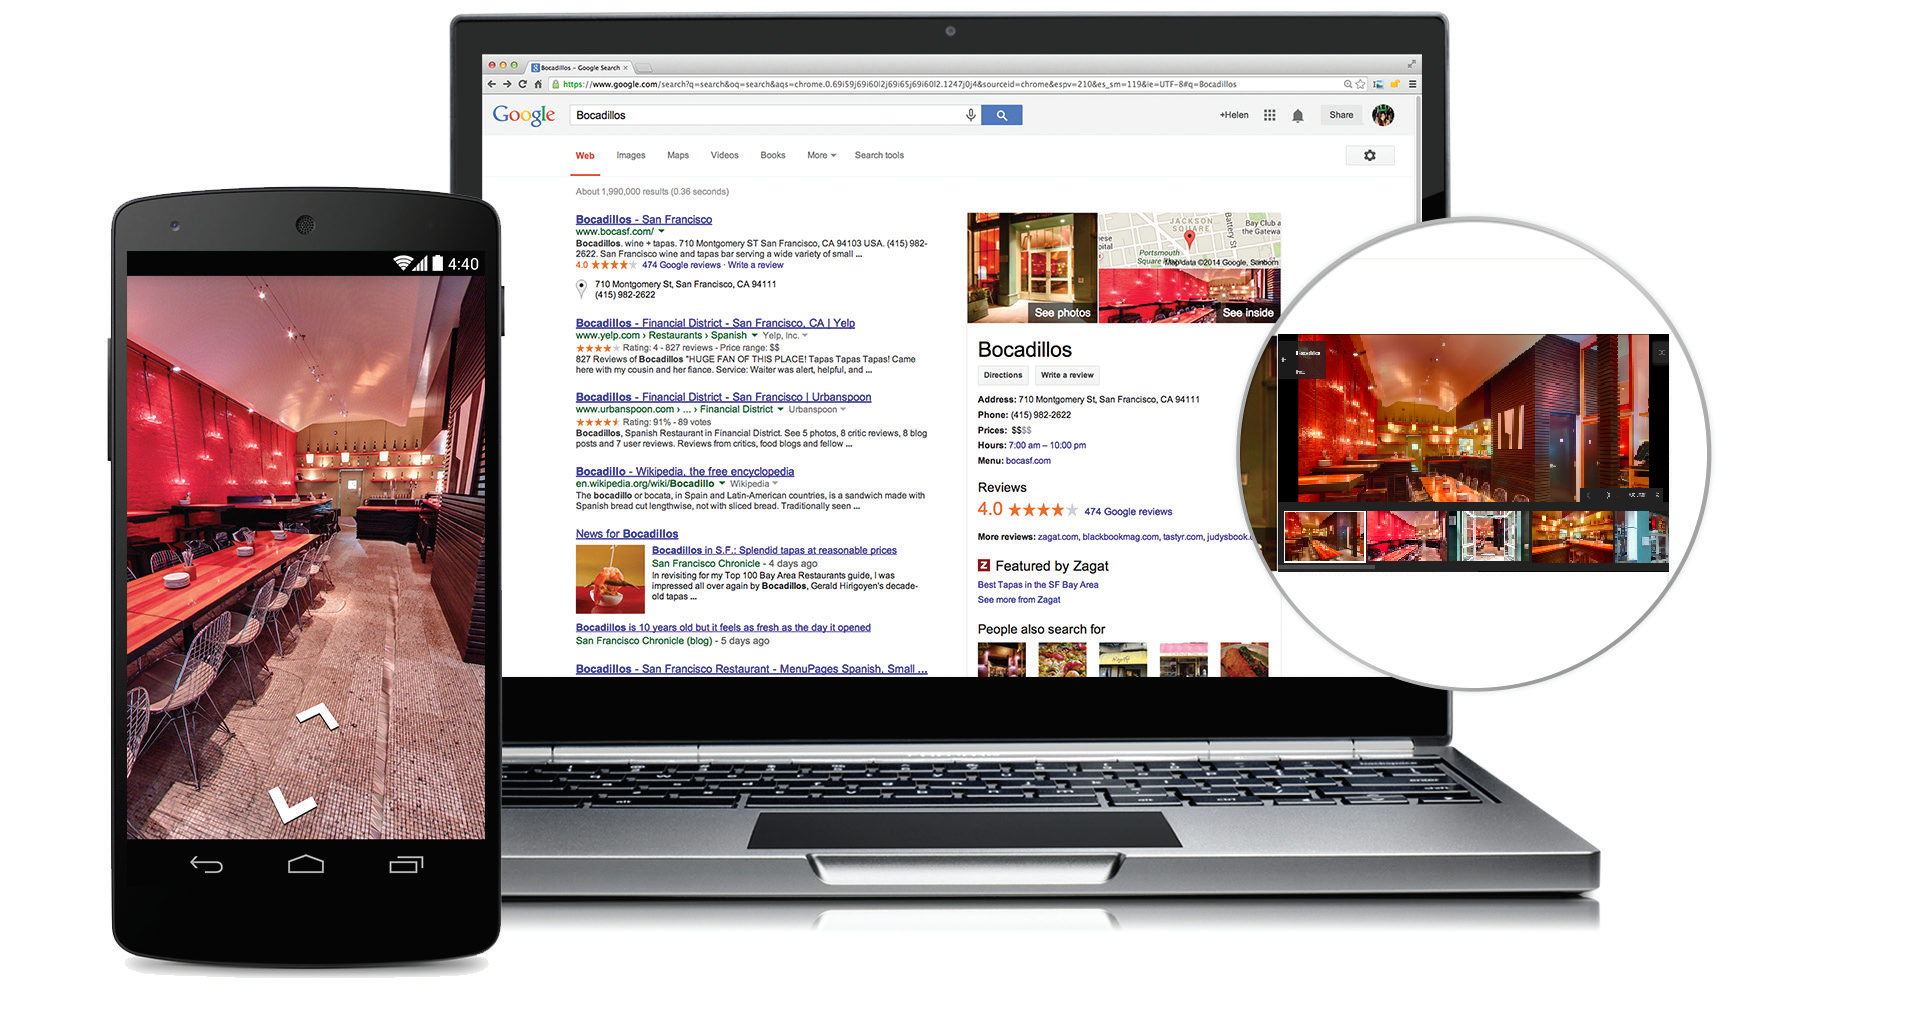 4:40
Bocadillos - Google Search
https://www.google.com/search?q=search&oq=search&aqs=chrome.0.69i59j69i60l2j69i65j69i60l2.1247j0j4&sourceid=chrome&espv=210&es_sm=119&ie=UTF-8#q=Bocadillos
Google
Bocadillos
+Helen
Share
Web Images Maps Videos Books More Search tools
About 1,990,000 results (0.36 seconds)
Bocadillos - San Francisco
www.bocasf.com/
Bocadillos. wine + tapas. 710 Montgomery ST San Francisco, CA 94103 USA. (415) 982-
2622. San Francisco wine and tapas bar serving a wide variety of small ...
4.0 ★★★★★ 474 Google reviews · Write a review
710 Montgomery St, San Francisco, CA 94111
(415) 982-2622
Bocadillos - Financial District - San Francisco, CA | Yelp
www.yelp.com › Restaurants › Spanish Yelp, Inc.
★★★★★ Rating: 4 - 827 reviews - Price range: $$
827 Reviews of Bocadillos "HUGE FAN OF THIS PLACE! Tapas Tapas Tapas! Came
here with my cousin and her fiance. Service: Waiter was alert, helpful, and ...
Bocadillos - Financial District - San Francisco | Urbanspoon
www.urbanspoon.com › ... › Financial District Urbanspoon
★★★★★ Rating: 91% - 89 votes
Bocadillos, Spanish Restaurant in Financial District. See 5 photos, 8 critic reviews, 8 blog
posts and 7 user reviews. Reviews from critics, food blogs and fellow ...
Bocadillo - Wikipedia, the free encyclopedia
en.wikipedia.org/wiki/Bocadillo Wikipedia
The bocadillo or bocata, in Spain and Latin-American countries, is a sandwich made with
Spanish bread cut lengthwise, not with sliced bread. Traditionally seen ...
News for Bocadillos
Bocadillos in S.F.: Splendid tapas at reasonable prices
San Francisco Chronicle - 4 days ago
In revisiting for my Top 100 Bay Area Restaurants guide, I was
impressed all over again by Bocadillos, Gerald Hirigoyen's decade-
old tapas ...
Bocadillos is 10 years old but it feels as fresh as the day it opened
San Francisco Chronicle (blog) - 5 days ago
Bocadillos - San Francisco Restaurant - MenuPages Spanish, Small ...
See photos
JACKSON
SQUARE
Battery St
Bay Club a
the Gateway
Portsmouth
Square
Map data ©2014 Google, Sanborn
See inside
Bocadillos
Directions
Write a review
Address: 710 Montgomery St, San Francisco, CA 94111
Phone: (415) 982-2622
Prices: $$$$
Hours: 7:00 am – 10:00 pm
Menu: bocasf.com
Reviews
4.0 ★★★★★ 474 Google reviews
More reviews: zagat.com, blackbookmag.com, tastyr.com, judysbook.c
Z Featured by Zagat
Best Tapas in the SF Bay Area
See more from Zagat
People also search for
Bocadillos